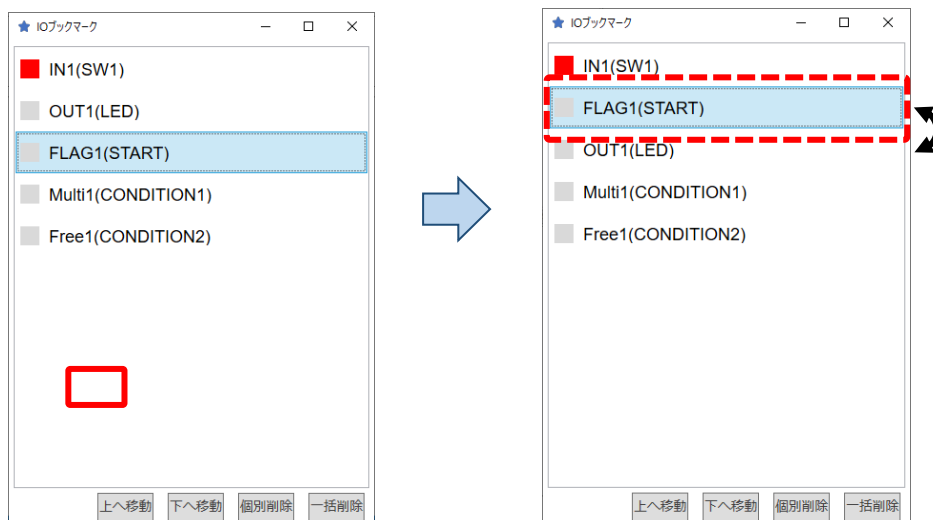 IOブックマーク
IN1(SW1)
OUT1(LED)
FLAG1(START)
Multi1(CONDITION1)
Free1(CONDITION2)
上へ移動 下へ移動 個別削除 一括削除
IOブックマーク
IN1(SW1)
FLAG1(START)
OUT1(LED)
Multi1(CONDITION1)
Free1(CONDITION2)
上へ移動 下へ移動 個別削除 一括削除